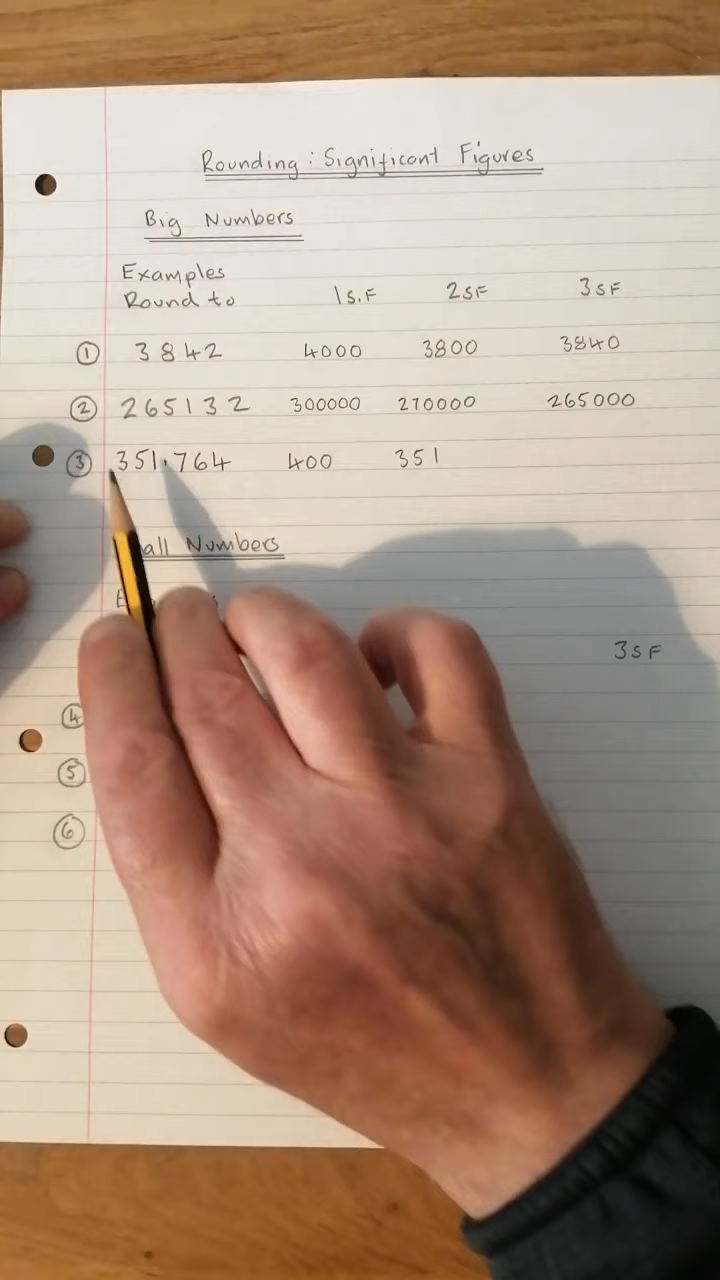 Rounding : Significant Figures
Big Numbers
Examples
Round to 1s.F 2SF 3SF
① 3842 4000 3800 3840
② 265132 300000 270000 265000
③ 351.764 400 351
Numbers
3SF
④
⑤
⑥